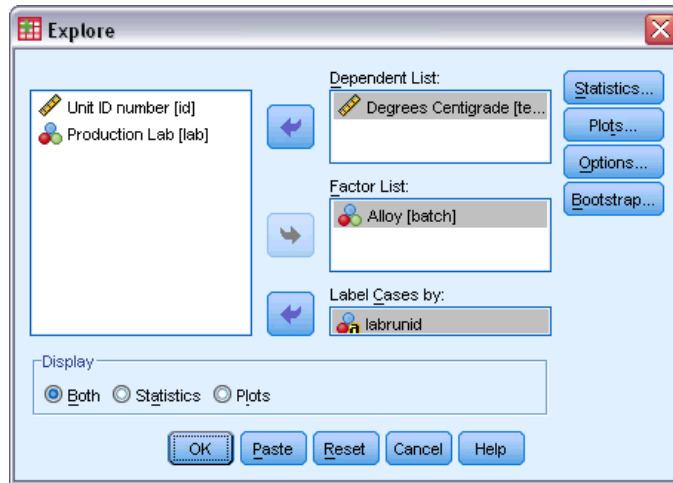 Explore
Unit ID number [id]
Production Lab [lab]
Dependent List:
Degrees Centigrade [te...
Factor List:
Alloy [batch]
Label Cases by:
labrunid
Statistics...
Plots...
Options...
Bootstrap...
Display
Both Statistics Plots
OK Paste Reset Cancel Help